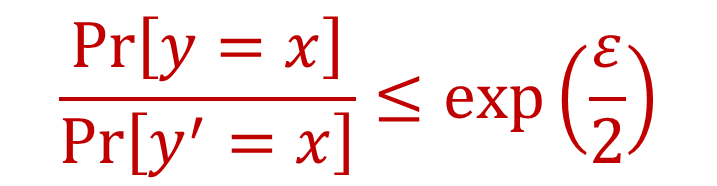 Pr[y = x] / Pr[y′ = x] ≤ exp(ε/2)